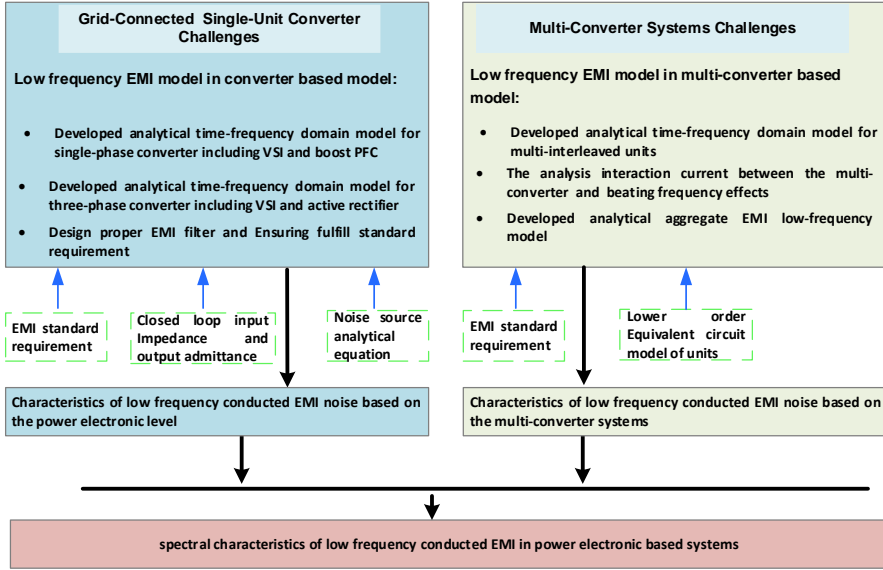 Grid-Connected Single-Unit Converter
Challenges
Low frequency EMI model in converter based model:
• Developed analytical time-frequency domain model for
single-phase converter including VSI and boost PFC
• Developed analytical time-frequency domain model for
three-phase converter including VSI and active rectifier
• Design proper EMI filter and Ensuring fulfill standard
requirement
EMI standard
requirement
Closed loop input
Impedance and
output admittance
Noise source
analytical
equation
Characteristics of low frequency conducted EMI noise based on
the power electronic level
Multi-Converter Systems Challenges
Low frequency EMI model in multi-converter based
model:
• Developed analytical time-frequency domain model for
multi-interleaved units
• The analysis interaction current between the multi-
converter and beating frequency effects
• Developed analytical aggregate EMI low-frequency
model
EMI standard
requirement
Lower order
Equivalent circuit
model of units
Characteristics of low frequency conducted EMI noise based on
the multi-converter systems
spectral characteristics of low frequency conducted EMI in power electronic based systems